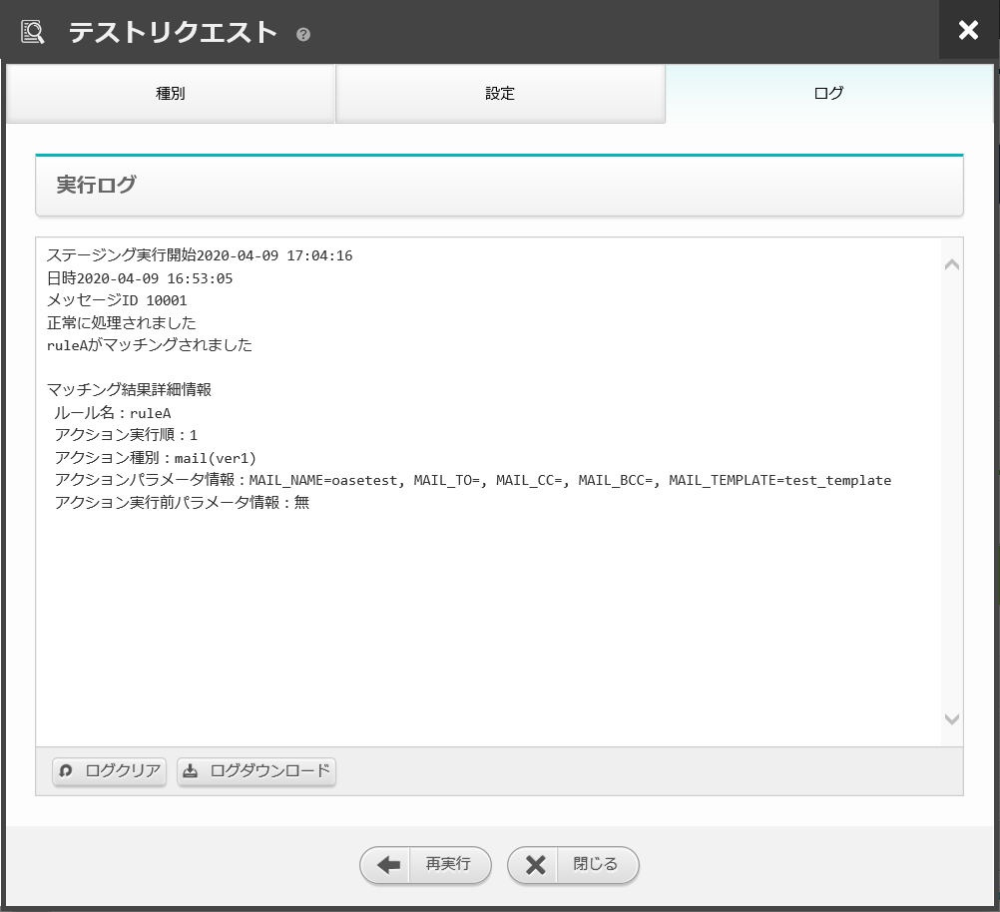 テストリクエスト ?
種別
設定
ログ
実行ログ
ステージング実行開始2020-04-09 17:04:16
日時2020-04-09 16:53:05
メッセージID 10001
正常に処理されました
ruleAがマッチングされました
マッチング結果詳細情報
ルール名：ruleA
アクション実行順：1
アクション種別：mail(ver1)
アクションパラメータ情報：MAIL_NAME=oasetest, MAIL_TO=, MAIL_CC=, MAIL_BCC=, MAIL_TEMPLATE=test_template
アクション実行前パラメータ情報：無
ログクリア
ログダウンロード
再実行
閉じる